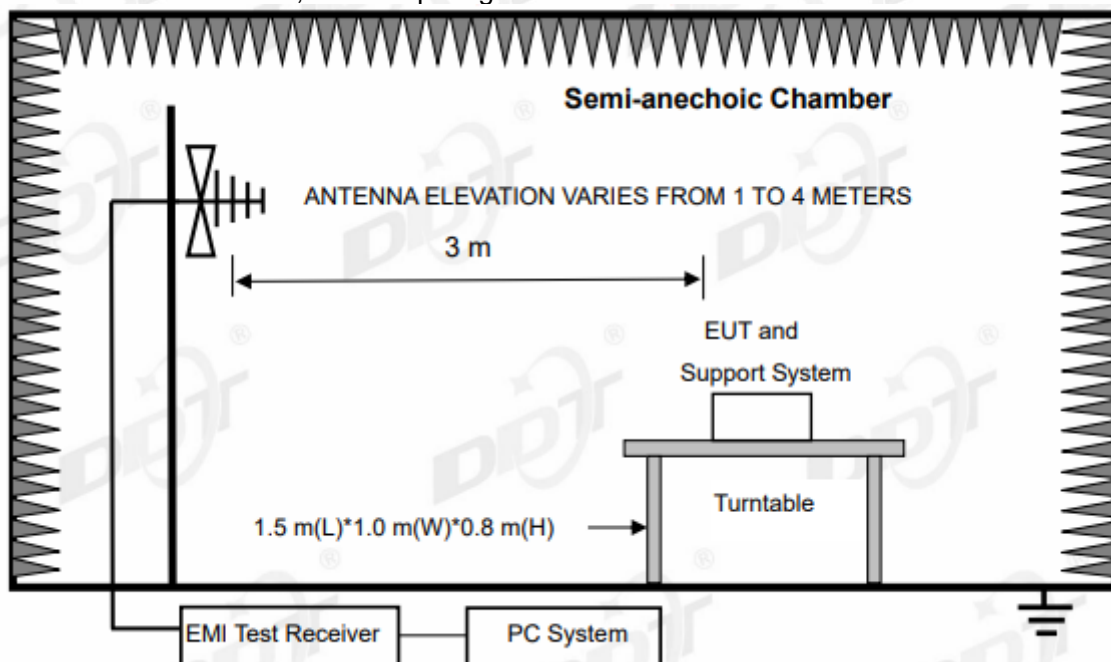 Semi-anechoic Chamber
ANTENNA ELEVATION VARIES FROM 1 TO 4 METERS
3 m
EUT and
Support System
Turntable
1.5 m(L)*1.0 m(W)*0.8 m(H)
EMI Test Receiver
PC System
DDT
®